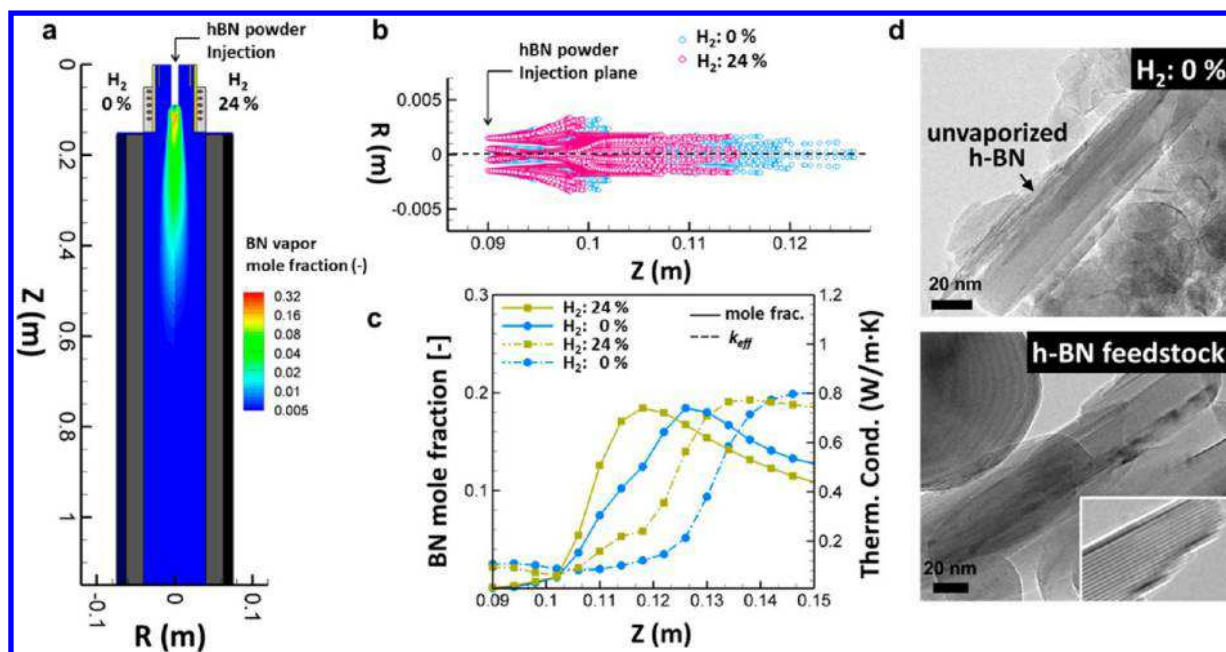 a
hBN powder
Injection
H2
0 %
H2
24 %
0
0.2
0.4
0.6
0.8
1
Z (m)
BN vapor
mole fraction (-)
0.32
0.16
0.08
0.04
0.02
0.01
0.005
-0.1
0
0.1
R (m)
b
hBN powder
Injection plane
H2: 0 %
H2: 24 %
0.005
0
-0.005
R (m)
0.09
0.1
0.11
0.12
Z (m)
c
H2: 24 %
H2: 0 %
H2: 24 %
H2: 0 %
mole frac.
keff
0.3
0.2
0.1
BN mole fraction [-]
1.2
1
0.8
0.6
0.4
0.2
Therm. Cond. (W/m·K)
0.09
0.1
0.11
0.12
0.13
0.14
0.15
Z (m)
d
H2: 0 %
unvaporized
h-BN
20 nm
h-BN feedstock
20 nm